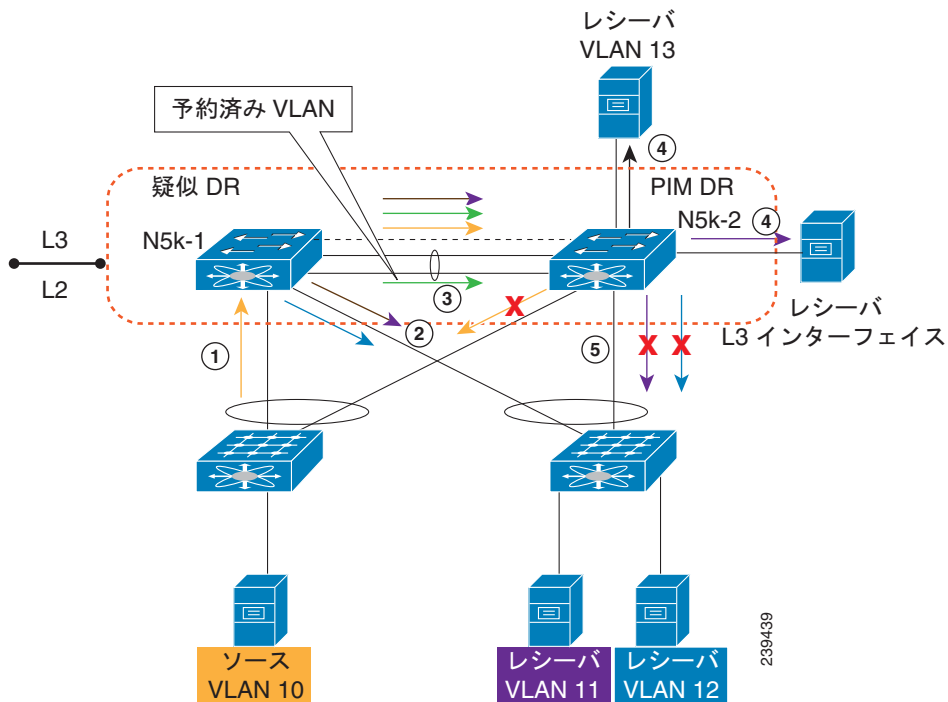 レシーバ
VLAN 13
予約済み VLAN
4
疑似 DR
PIM DR
N5k-1
N5k-2
4
L3
L2
3
2
X
レシーバ
L3 インターフェイス
1
5
X
X
ソース
VLAN 10
レシーバ
VLAN 11
レシーバ
VLAN 12
239439